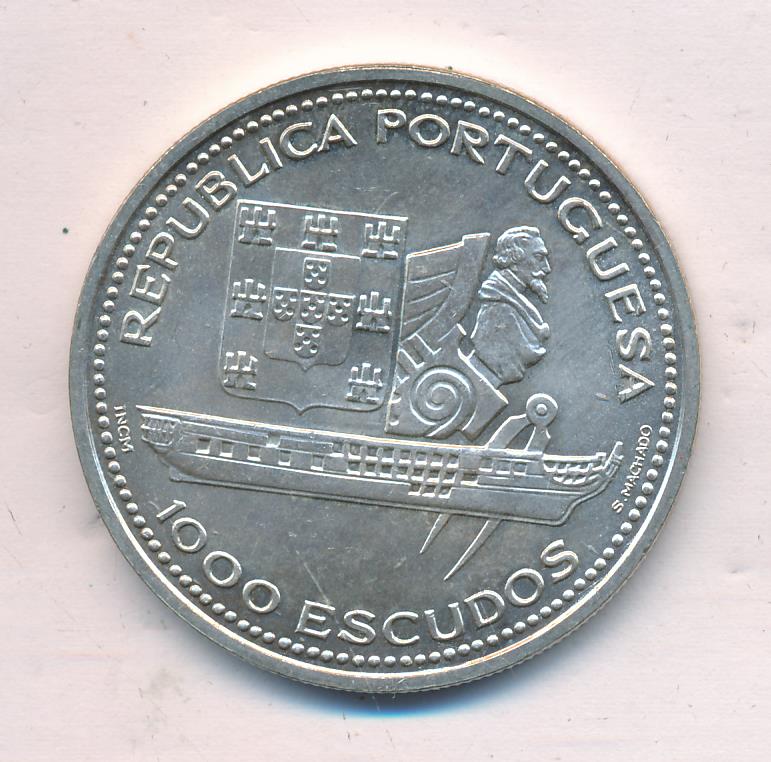 REPUBLICA PORTUGUESA
INCM
S. MACHADO
1000 ESCUDOS